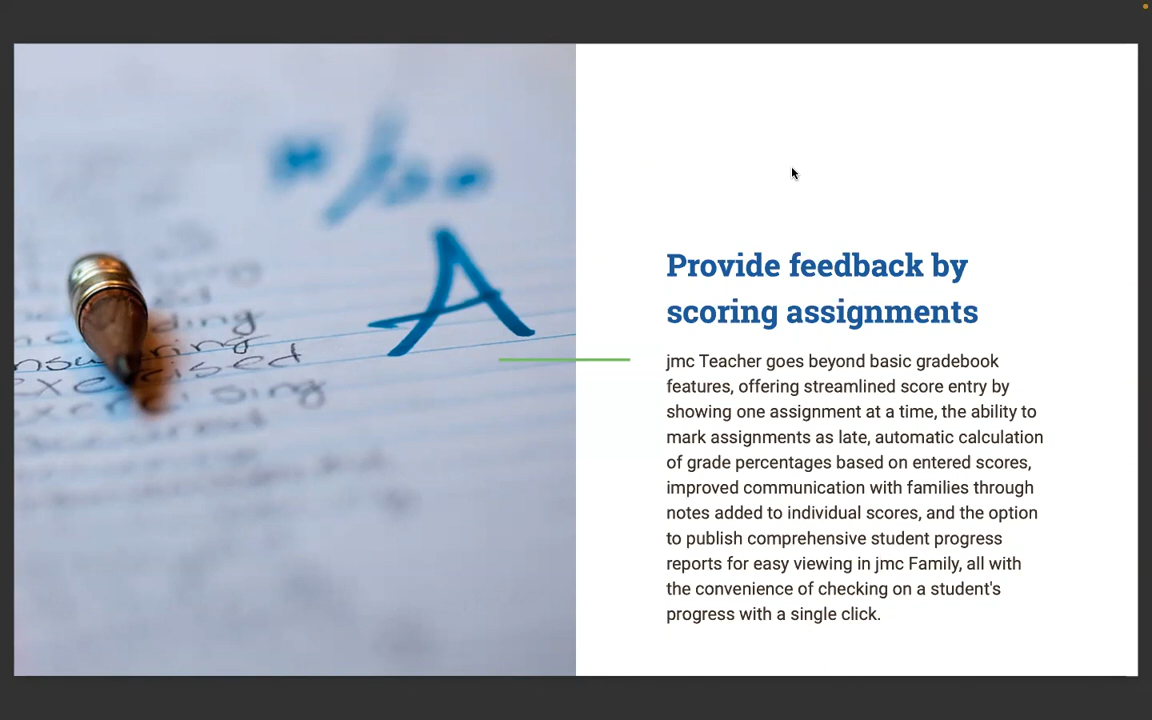 A
ding
exercised
Provide feedback by
scoring assignments
jmc Teacher goes beyond basic gradebook
features, offering streamlined score entry by
showing one assignment at a time, the ability to
mark assignments as late, automatic calculation
of grade percentages based on entered scores,
improved communication with families through
notes added to individual scores, and the option
to publish comprehensive student progress
reports for easy viewing in jmc Family, all with
the convenience of checking on a student's
progress with a single click.